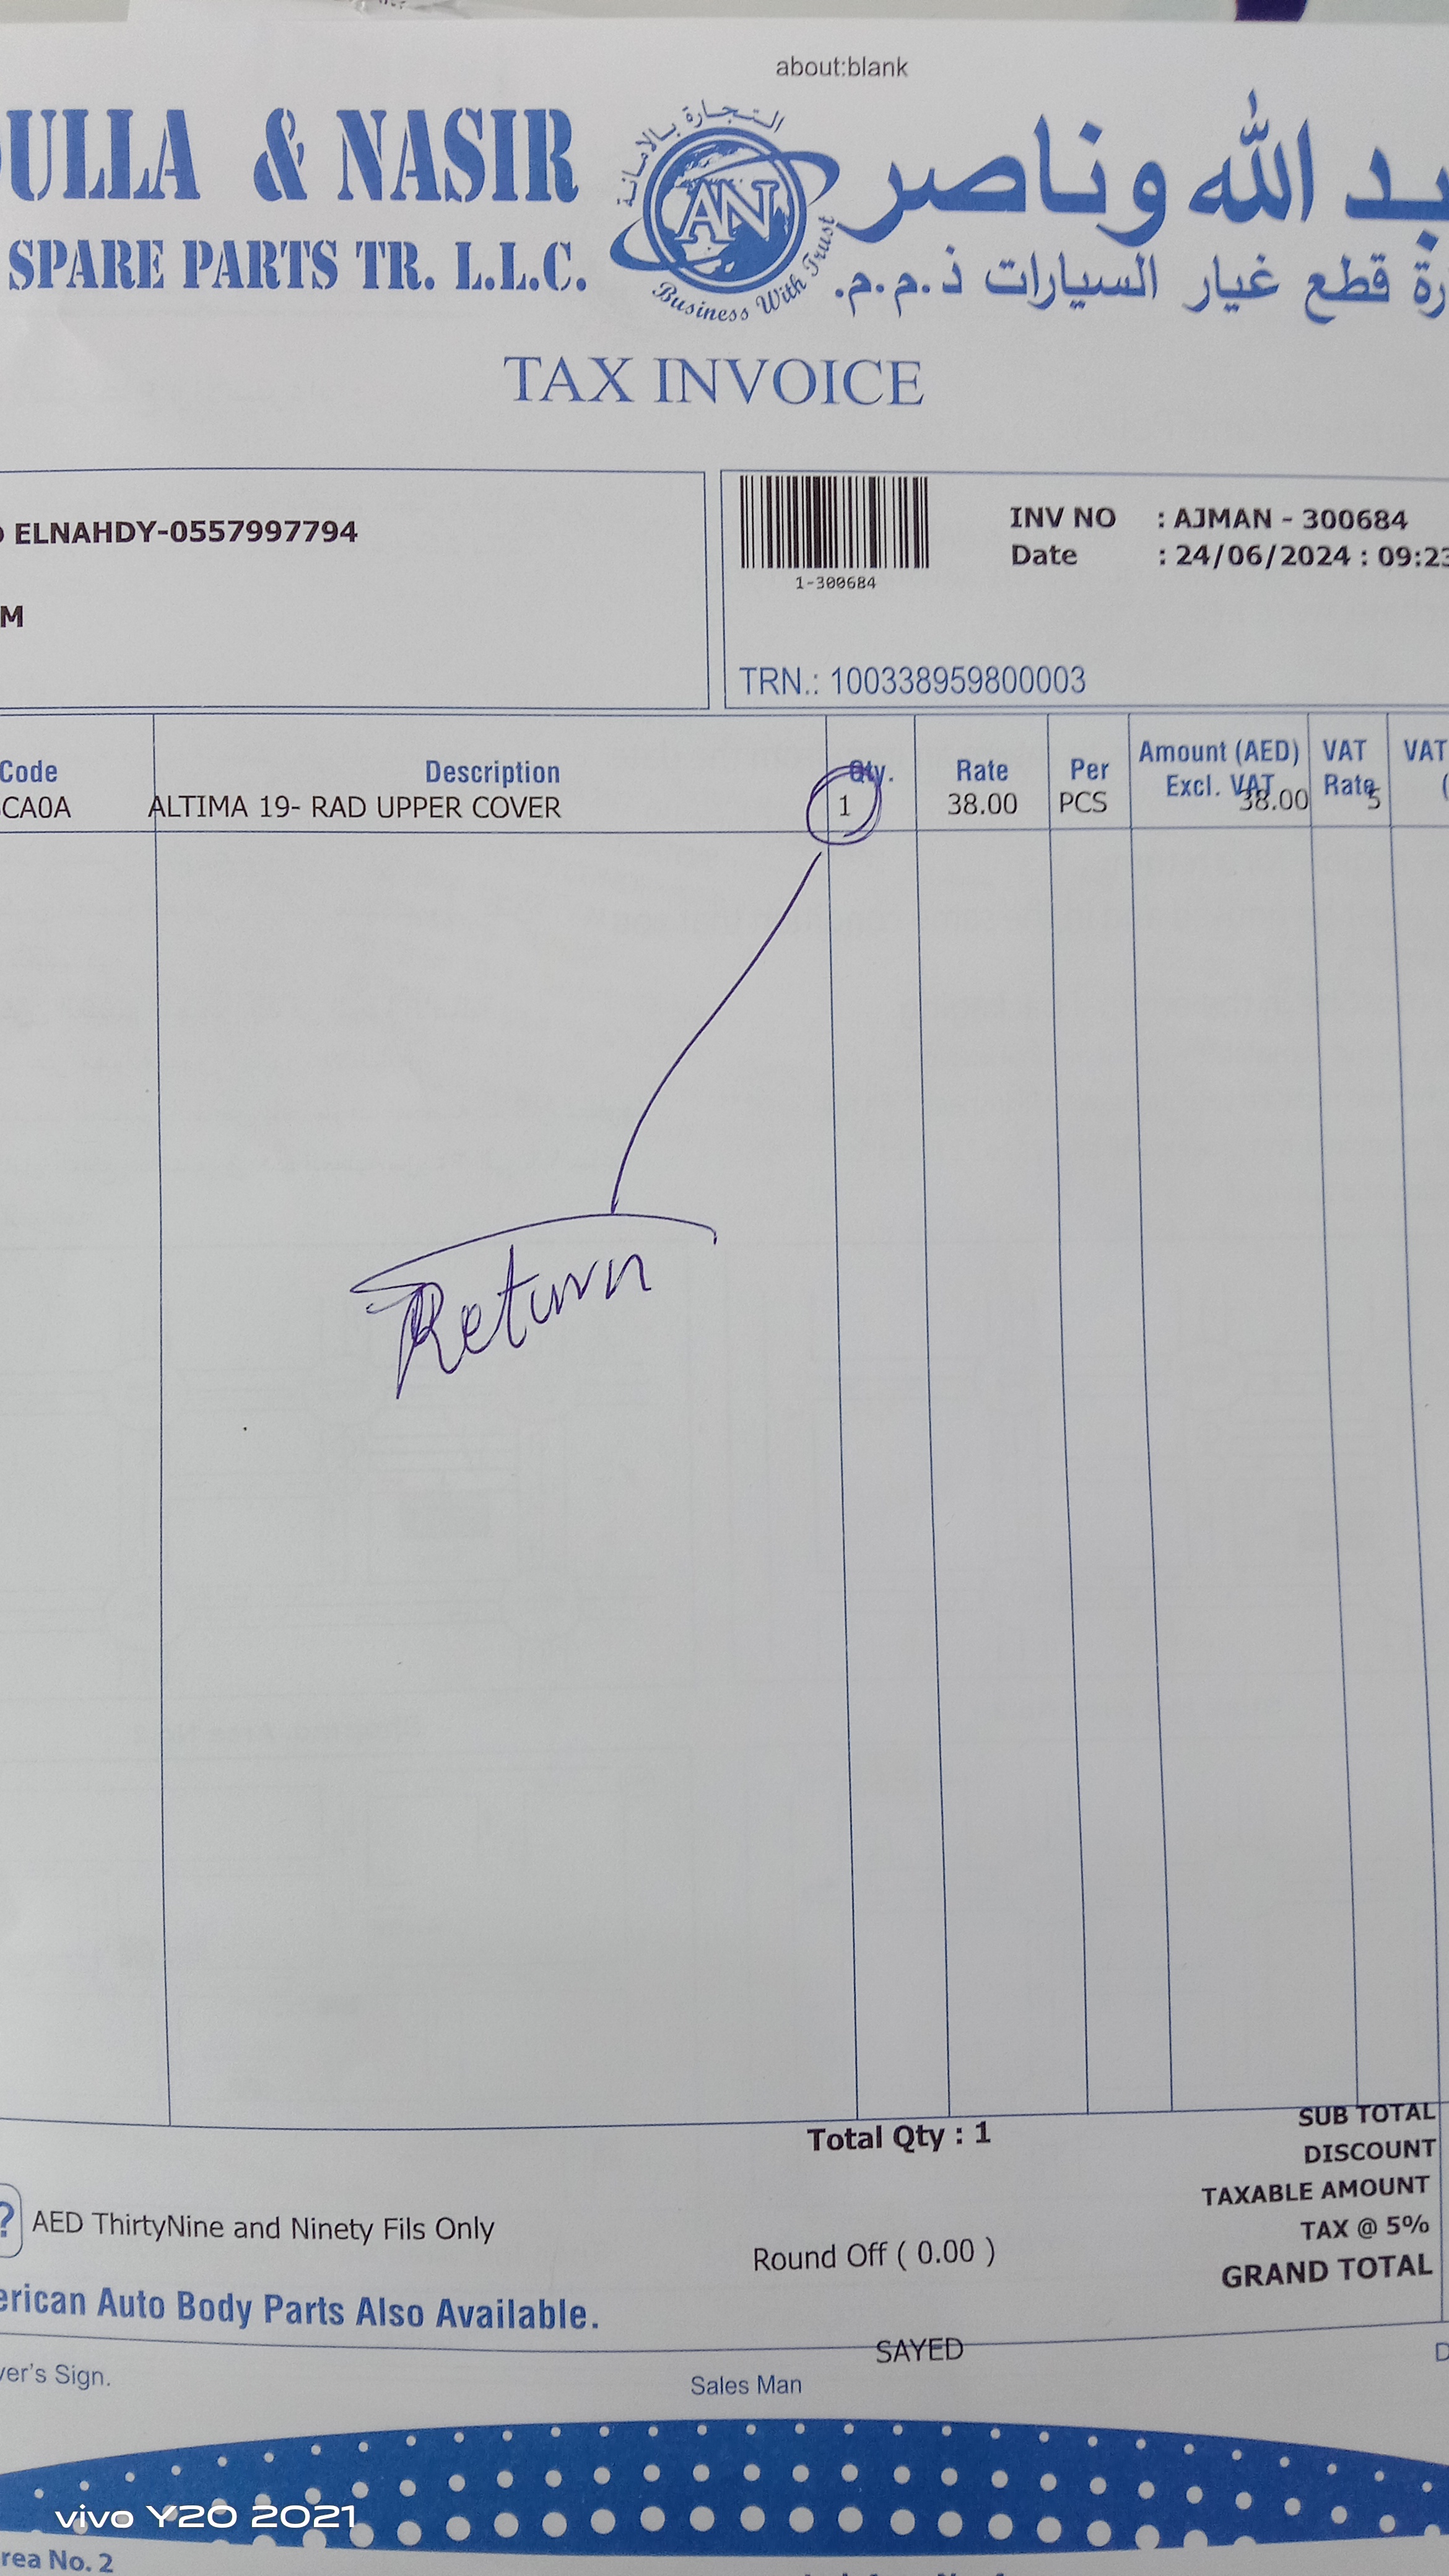 about:blank
ULLA & NASIR
بد الله وناصر
التجارة بالامانة
AN
Business With Trust
SPARE PARTS TR. L.L.C.
رة قطع غيار السيارات ذ.م.م.
TAX INVOICE
ELNAHDY-0557997794
M
1-300684
INV NO : AJMAN - 300684
Date : 24/06/2024 : 09:23
TRN.: 100338959800003
Code Description Qty. Rate Per Amount (AED) Excl. VAT VAT Rate VAT (
CA0A ALTIMA 19- RAD UPPER COVER 1 38.00 PCS 38.00 5
Return
Total Qty : 1
SUB TOTAL
DISCOUNT
TAXABLE AMOUNT
TAX @ 5%
GRAND TOTAL
? AED ThirtyNine and Ninety Fils Only
Round Off ( 0.00 )
erican Auto Body Parts Also Available.
SAYED
ver's Sign.
Sales Man
D
vivo Y20 2021
rea No. 2